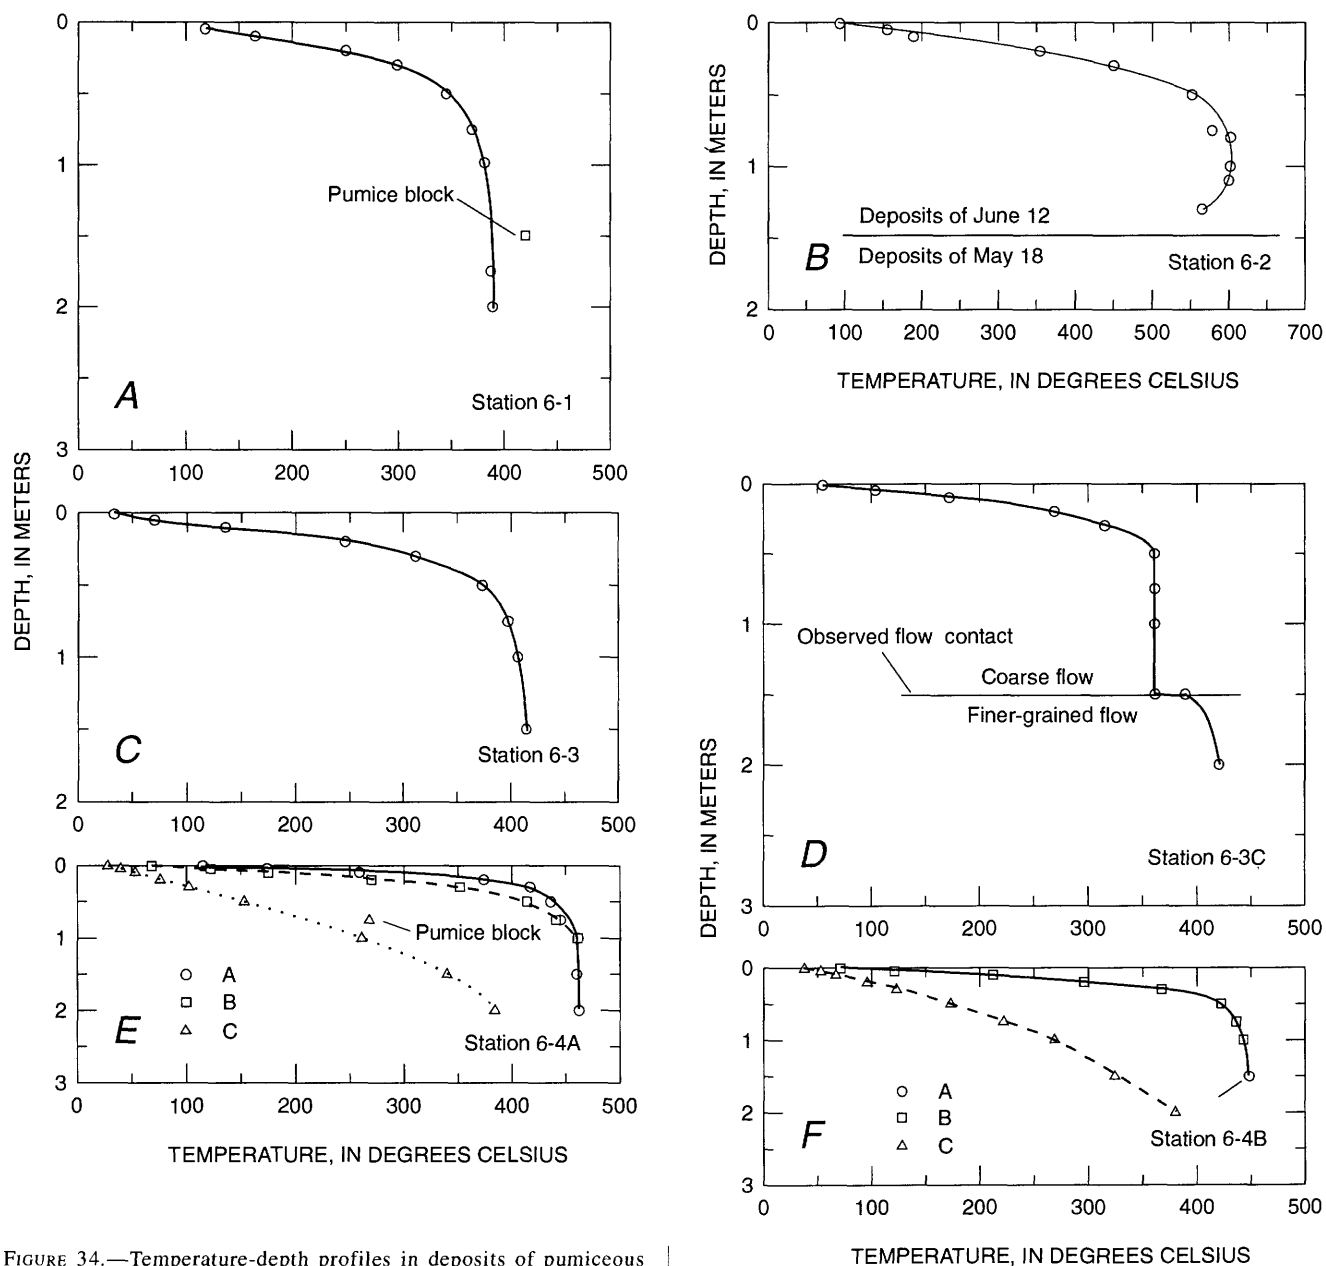 0 100 200 300 400 500
0
1
2
3
DEPTH, IN METERS
Pumice block
A
Station 6-1
0 100 200 300 400 500
0
1
2
C
Station 6-3
0 100 200 300 400 500
0
1
2
3
Pumice block
A
B
C
E
Station 6-4A
0 100 200 300 400 500
TEMPERATURE, IN DEGREES CELSIUS
FIGURE 34.—Temperature-depth profiles in deposits of pumiceous
0
1
2
DEPTH, IN METERS
Deposits of June 12
B
Deposits of May 18
Station 6-2
0 100 200 300 400 500 600 700
TEMPERATURE, IN DEGREES CELSIUS
0
1
2
3
DEPTH, IN METERS
Observed flow contact
Coarse flow
Finer-grained flow
D
Station 6-3C
0 100 200 300 400 500
0
1
2
3
A
B
C
F
Station 6-4B
0 100 200 300 400 500
TEMPERATURE, IN DEGREES CELSIUS